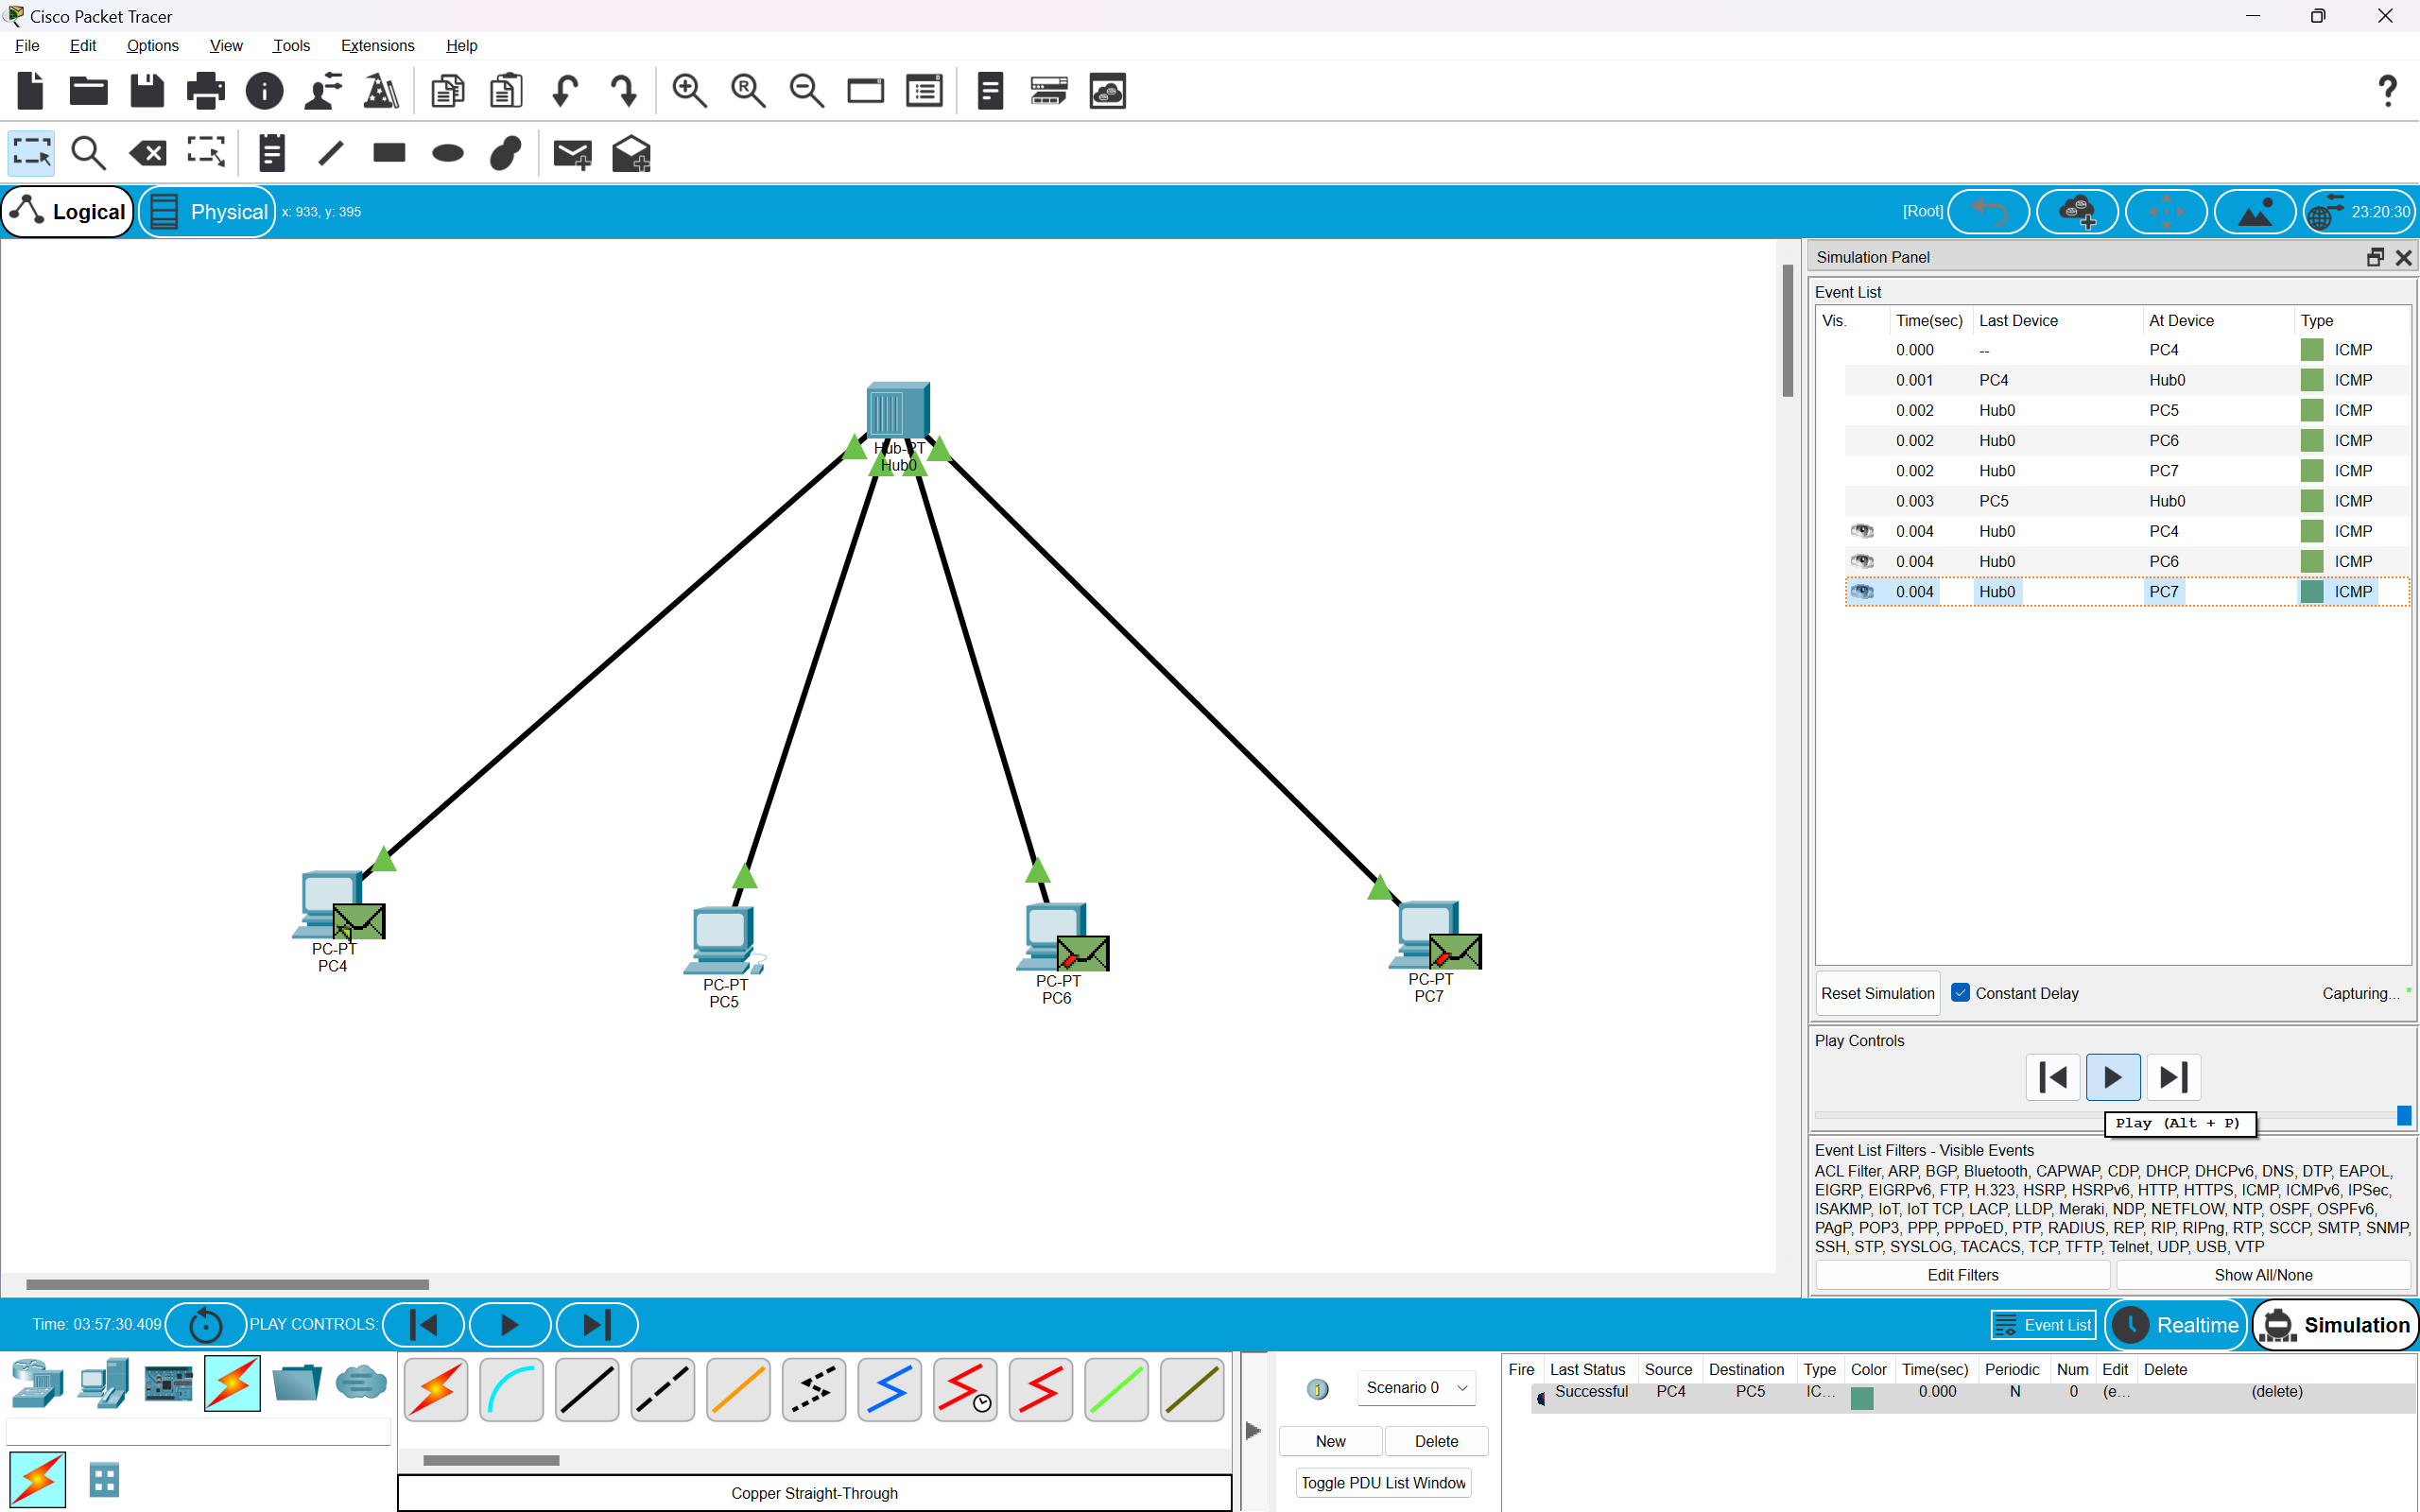 Cisco Packet Tracer
File Edit Options View Tools Extensions Help
Logical Physical x: 933, y: 395 [Root] 23:20:30
Simulation Panel
Event List
Vis. Time(sec) Last Device At Device Type
0.000 -- PC4 ICMP
0.001 PC4 Hub0 ICMP
0.002 Hub0 PC5 ICMP
0.002 Hub0 PC6 ICMP
0.002 Hub0 PC7 ICMP
0.003 PC5 Hub0 ICMP
0.004 Hub0 PC4 ICMP
0.004 Hub0 PC6 ICMP
0.004 Hub0 PC7 ICMP
Hub-PT
Hub0
PC-PT
PC4
PC-PT
PC5
PC-PT
PC6
PC-PT
PC7
Reset Simulation Constant Delay Capturing... *
Play Controls
Play (Alt + P)
Event List Filters - Visible Events
ACL Filter, ARP, BGP, Bluetooth, CAPWAP, CDP, DHCP, DHCPv6, DNS, DTP, EAPOL,
EIGRP, EIGRPv6, FTP, H.323, HSRP, HSRPv6, HTTP, HTTPS, ICMP, ICMPv6, IPSec,
ISAKMP, IoT, IoT TCP, LACP, LLDP, Meraki, NDP, NETFLOW, NTP, OSPF, OSPFv6,
PAgP, POP3, PPP, PPPoED, PTP, RADIUS, REP, RIP, RIPng, RTP, SCCP, SMTP, SNMP,
SSH, STP, SYSLOG, TACACS, TCP, TFTP, Telnet, UDP, USB, VTP
Edit Filters Show All/None
Time: 03:57:30.409 PLAY CONTROLS: Event List Realtime Simulation
Scenario 0
New Delete
Toggle PDU List Window
Fire Last Status Source Destination Type Color Time(sec) Periodic Num Edit Delete
Successful PC4 PC5 IC... 0.000 N 0 (e... (delete)
Copper Straight-Through